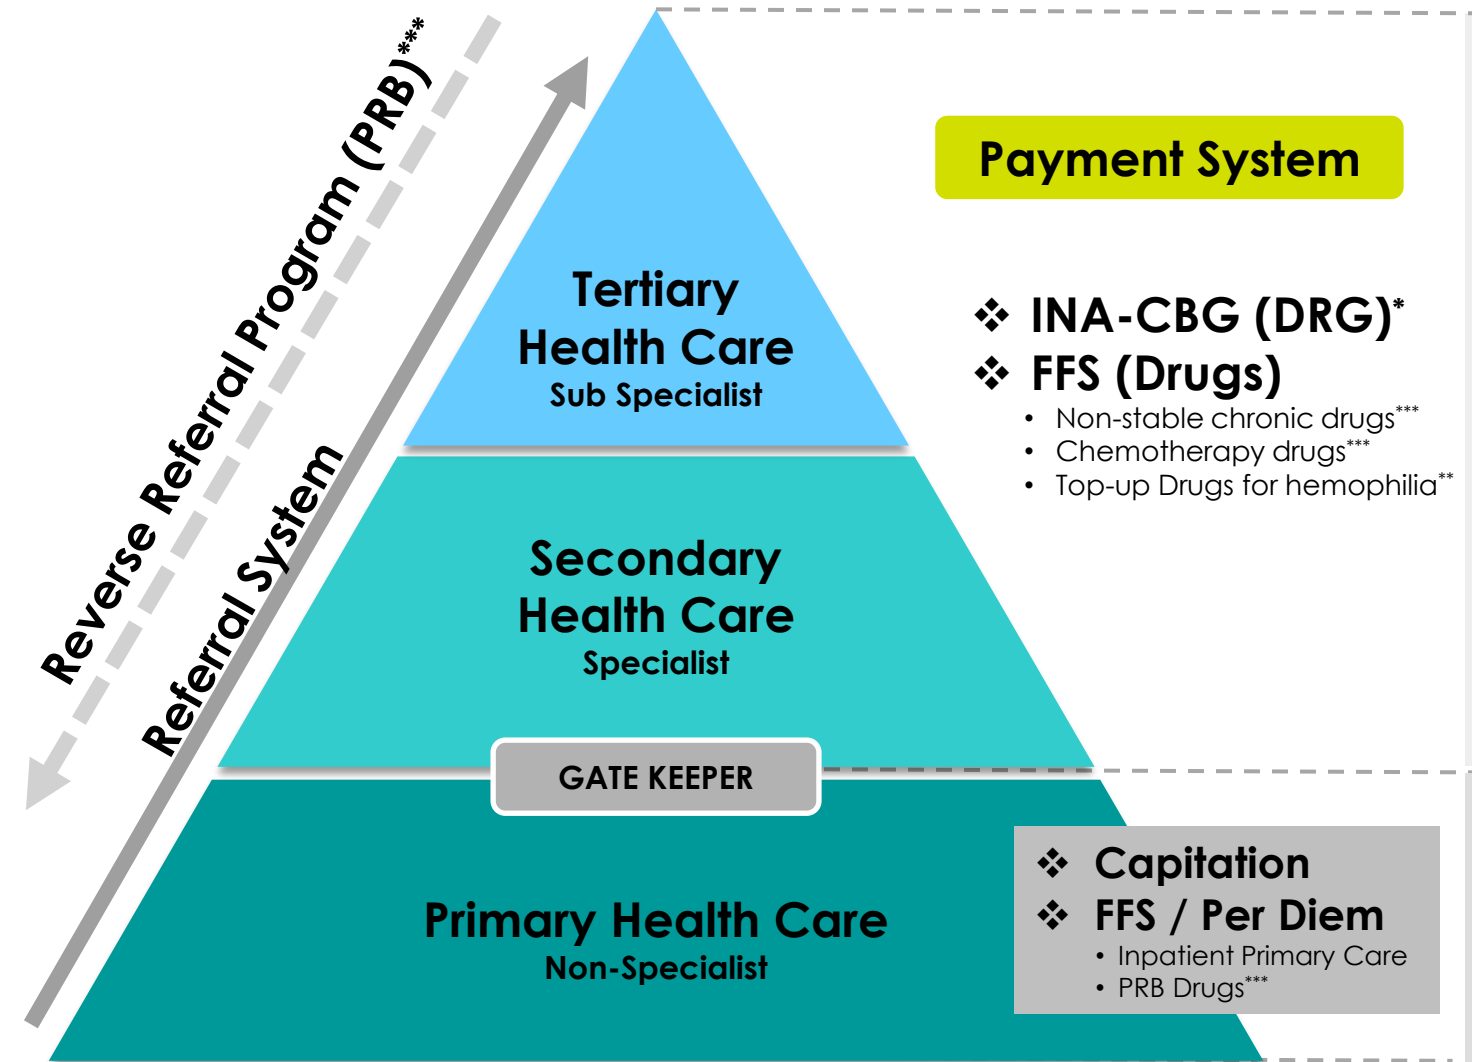 Reverse Referral Program (PRB)***
Referral System
Tertiary
Health Care
Sub Specialist
Secondary
Health Care
Specialist
GATE KEEPER
Primary Health Care
Non-Specialist
Payment System
❖ INA-CBG (DRG)*
❖ FFS (Drugs)
• Non-stable chronic drugs***
• Chemotherapy drugs***
• Top-up Drugs for hemophilia**
❖ Capitation
❖ FFS / Per Diem
• Inpatient Primary Care
• PRB Drugs***